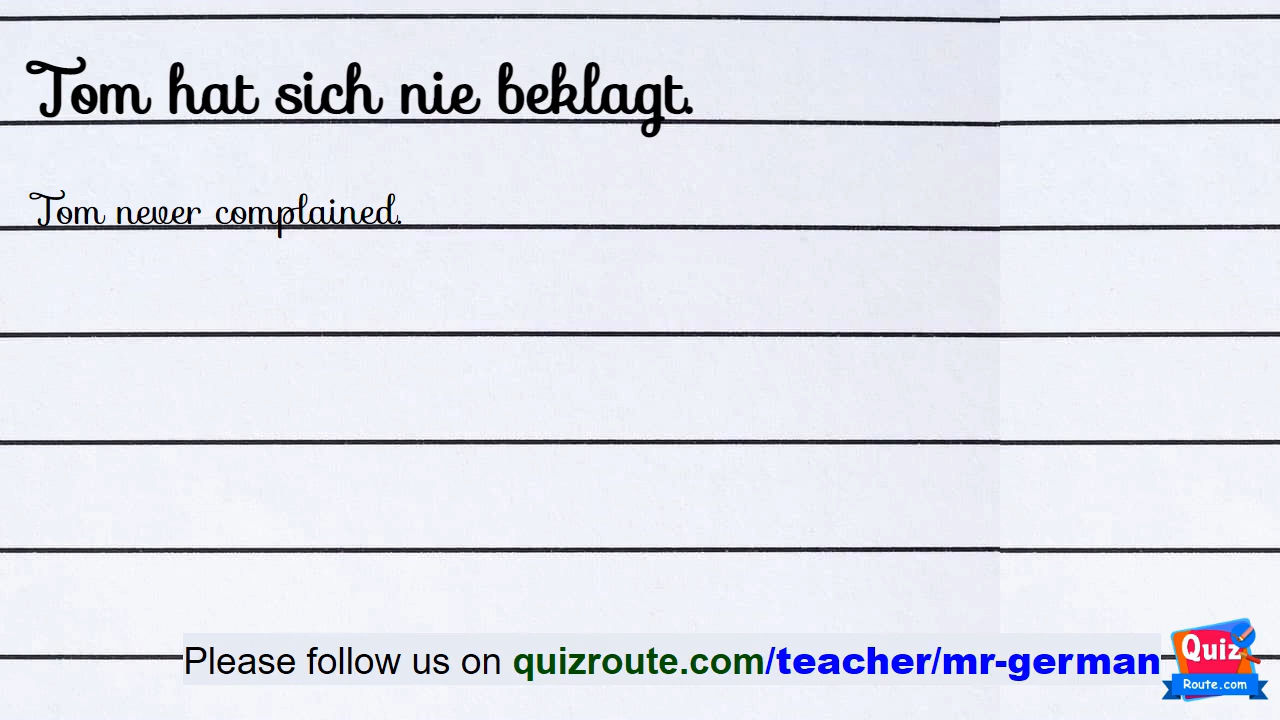 Tom hat sich nie beklagt.
Tom never complained.
Please follow us on quizroute.com/teacher/mr-german
Quiz
Route.com